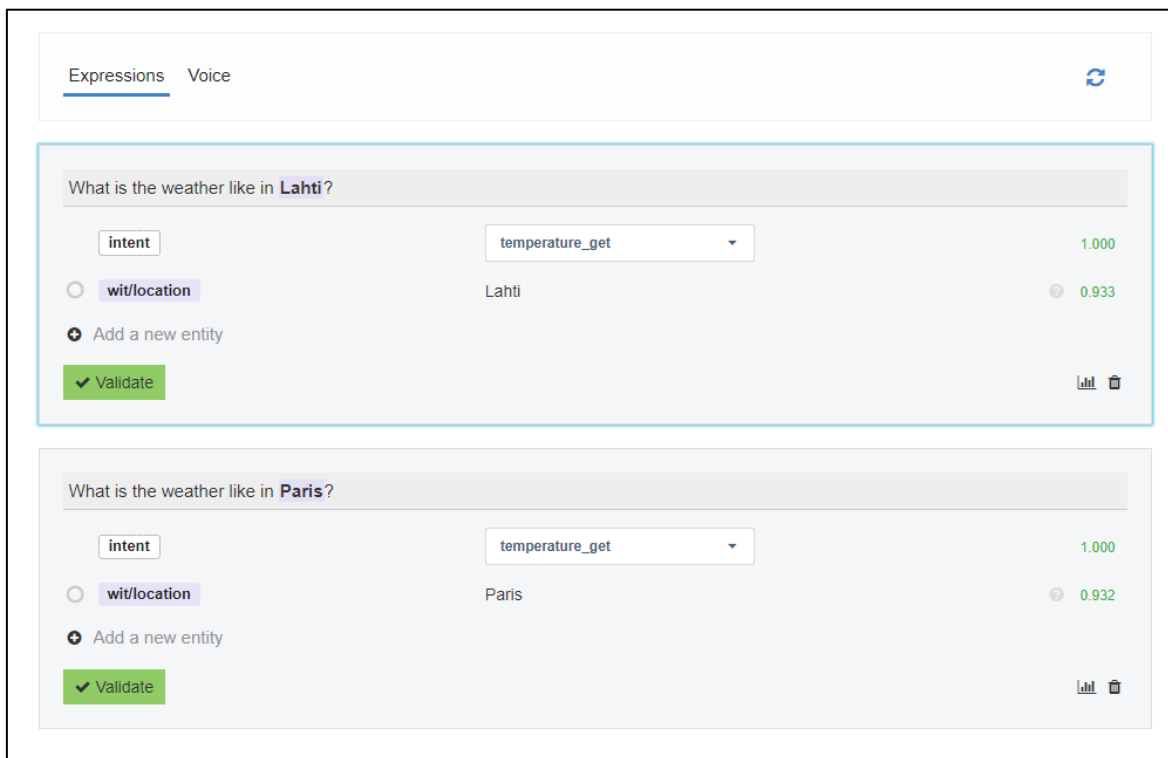 Expressions Voice
What is the weather like in Lahti?
intent temperature_get 1.000
wit/location Lahti ? 0.933
Add a new entity
Validate
What is the weather like in Paris?
intent temperature_get 1.000
wit/location Paris ? 0.932
Add a new entity
Validate